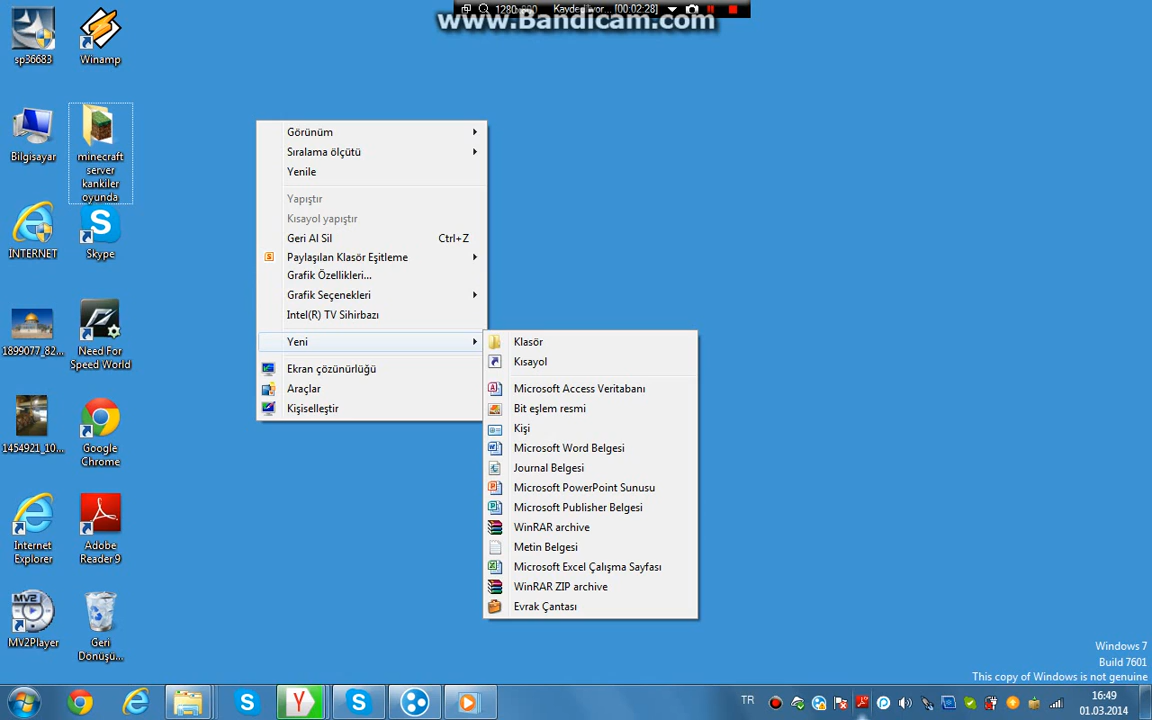 1280x800 Kaydediliyor... [00:02:28]
www.Bandicam.com
sp36683
Winamp
Bilgisayar
minecraft
server
kankiler
oyunda
INTERNET
Skype
1899077_82...
Need For
Speed World
1454921_10...
Google
Chrome
Internet
Explorer
Adobe
Reader 9
MV2
MV2Player
Geri
Dönüşü...
Görünüm
Sıralama ölçütü
Yenile
Yapıştır
Kısayol yapıştır
Geri Al Sil Ctrl+Z
Paylaşılan Klasör Eşitleme
Grafik Özellikleri...
Grafik Seçenekleri
Intel(R) TV Sihirbazı
Yeni
Ekran çözünürlüğü
Araçlar
Kişiselleştir
Klasör
Kısayol
Microsoft Access Veritabanı
Bit eşlem resmi
Kişi
Microsoft Word Belgesi
Journal Belgesi
Microsoft PowerPoint Sunusu
Microsoft Publisher Belgesi
WinRAR archive
Metin Belgesi
Microsoft Excel Çalışma Sayfası
WinRAR ZIP archive
Evrak Çantası
Windows 7
Build 7601
This copy of Windows is not genuine
TR
16:49
01.03.2014